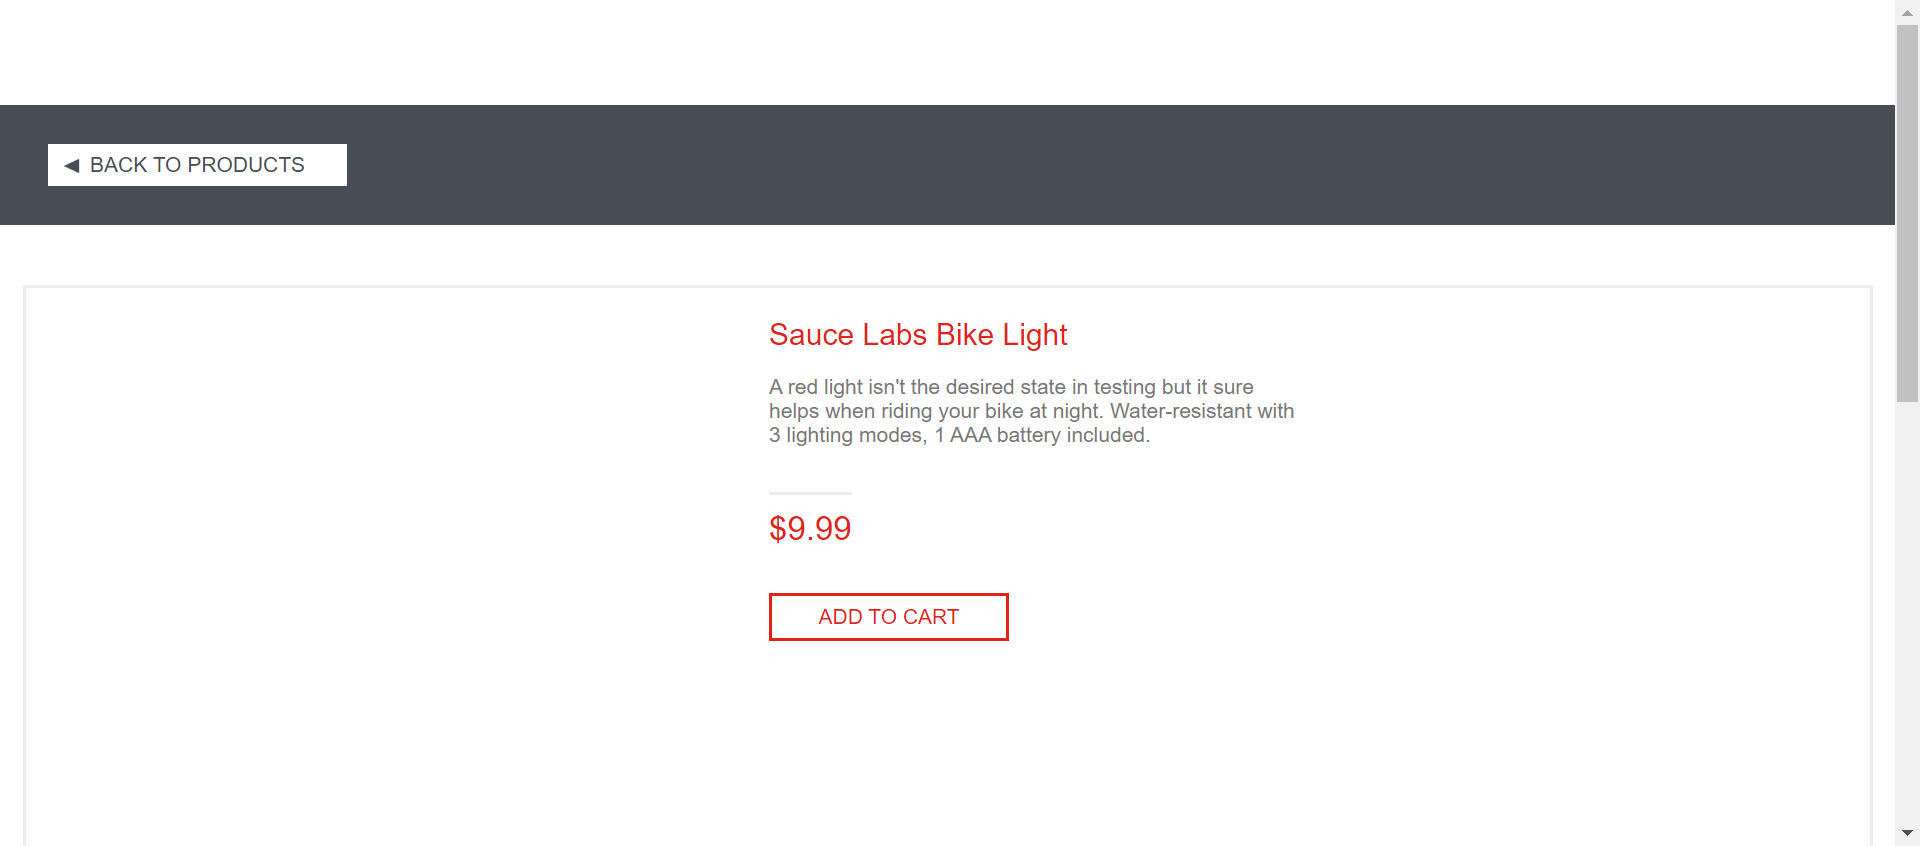 BACK TO PRODUCTS
Sauce Labs Bike Light
A red light isn't the desired state in testing but it sure
helps when riding your bike at night. Water-resistant with
3 lighting modes, 1 AAA battery included.
$9.99
ADD TO CART